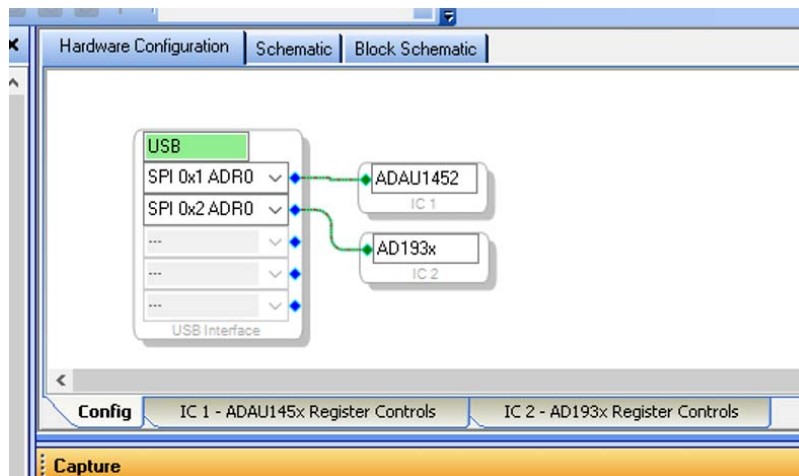 Hardware Configuration Schematic Block Schematic
USB
SPI 0x1 ADR0
SPI 0x2 ADR0
---
---
---
USB Interface
ADAU1452
IC 1
AD193x
IC 2
Config IC 1 - ADAU145x Register Controls IC 2 - AD193x Register Controls
Capture